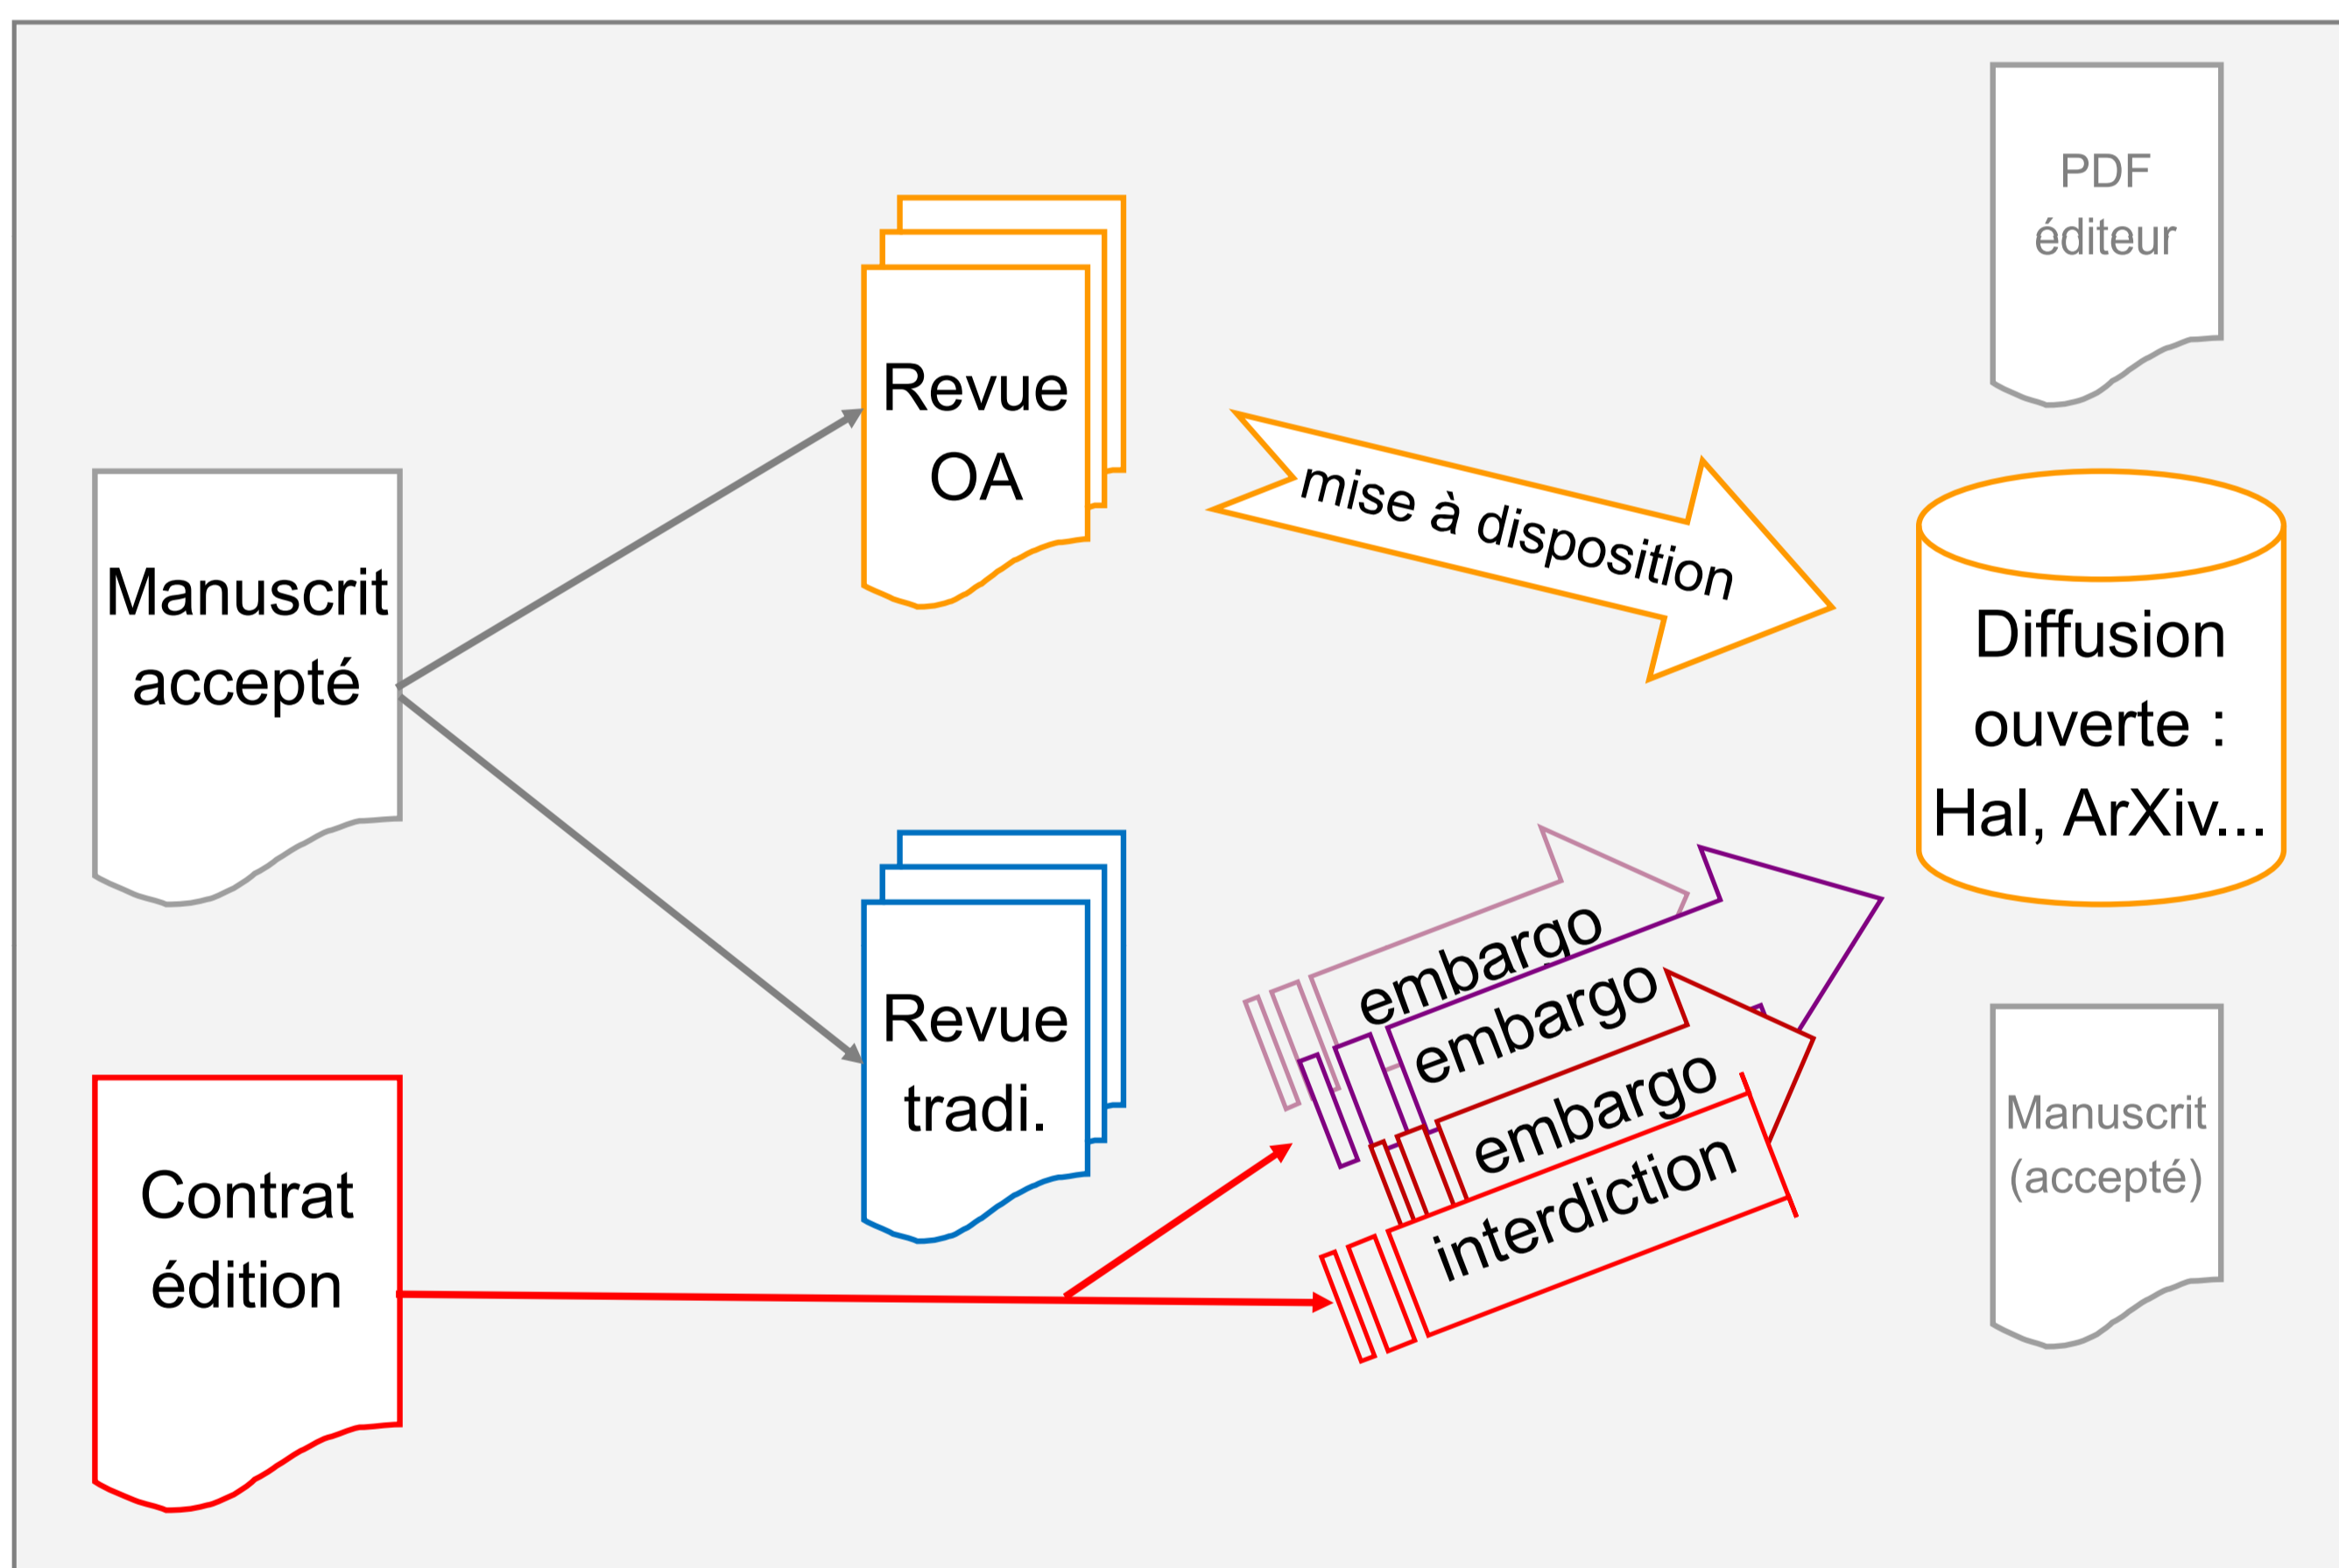 PDF
éditeur
Revue
OA
mise à disposition
Manuscrit
accepté
Diffusion
ouverte :
Hal, ArXiv...
embargo
embargo
embargo
interdiction
Revue
tradi.
Manuscrit
(accepté)
Contrat
édition